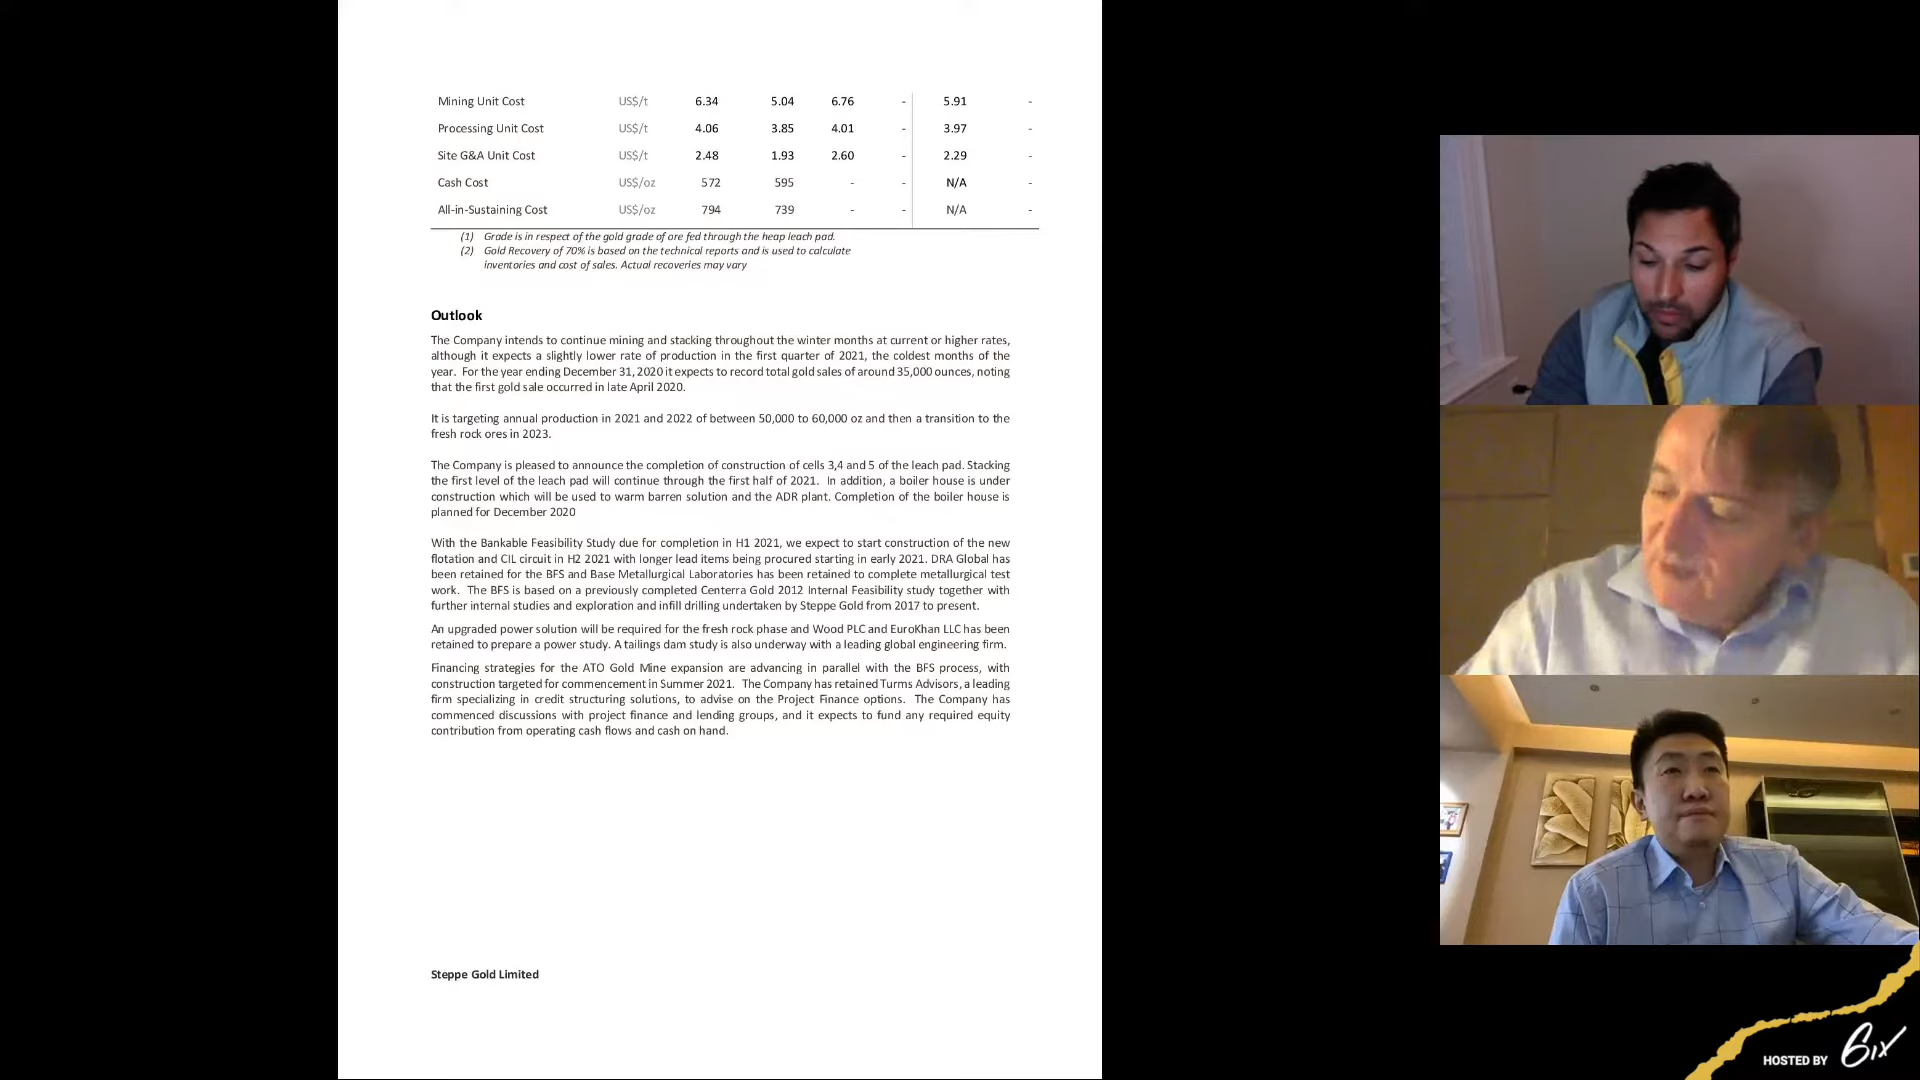 Mining Unit Cost US$/t 6.34 5.04 6.76 - 5.91 -
Processing Unit Cost US$/t 4.06 3.85 4.01 - 3.97 -
Site G&A Unit Cost US$/t 2.48 1.93 2.60 - 2.29 -
Cash Cost US$/oz 572 595 - - N/A -
All-in-Sustaining Cost US$/oz 794 739 - - N/A -
(1) Grade is in respect of the gold grade of ore fed through the heap leach pad.
(2) Gold Recovery of 70% is based on the technical reports and is used to calculate
inventories and cost of sales. Actual recoveries may vary
Outlook
The Company intends to continue mining and stacking throughout the winter months at current or higher rates,
although it expects a slightly lower rate of production in the first quarter of 2021, the coldest months of the
year. For the year ending December 31, 2020 it expects to record total gold sales of around 35,000 ounces, noting
that the first gold sale occurred in late April 2020.
It is targeting annual production in 2021 and 2022 of between 50,000 to 60,000 oz and then a transition to the
fresh rock ores in 2023.
The Company is pleased to announce the completion of construction of cells 3,4 and 5 of the leach pad. Stacking
the first level of the leach pad will continue through the first half of 2021. In addition, a boiler house is under
construction which will be used to warm barren solution and the ADR plant. Completion of the boiler house is
planned for December 2020
With the Bankable Feasibility Study due for completion in H1 2021, we expect to start construction of the new
flotation and CIL circuit in H2 2021 with longer lead items being procured starting in early 2021. DRA Global has
been retained for the BFS and Base Metallurgical Laboratories has been retained to complete metallurgical test
work. The BFS is based on a previously completed Centerra Gold 2012 Internal Feasibility study together with
further internal studies and exploration and infill drilling undertaken by Steppe Gold from 2017 to present.
An upgraded power solution will be required for the fresh rock phase and Wood PLC and EuroKhan LLC has been
retained to prepare a power study. A tailings dam study is also underway with a leading global engineering firm.
Financing strategies for the ATO Gold Mine expansion are advancing in parallel with the BFS process, with
construction targeted for commencement in Summer 2021. The Company has retained Turms Advisors, a leading
firm specializing in credit structuring solutions, to advise on the Project Finance options. The Company has
commenced discussions with project finance and lending groups, and it expects to fund any required equity
contribution from operating cash flows and cash on hand.
Steppe Gold Limited
HOSTED BY 6ix